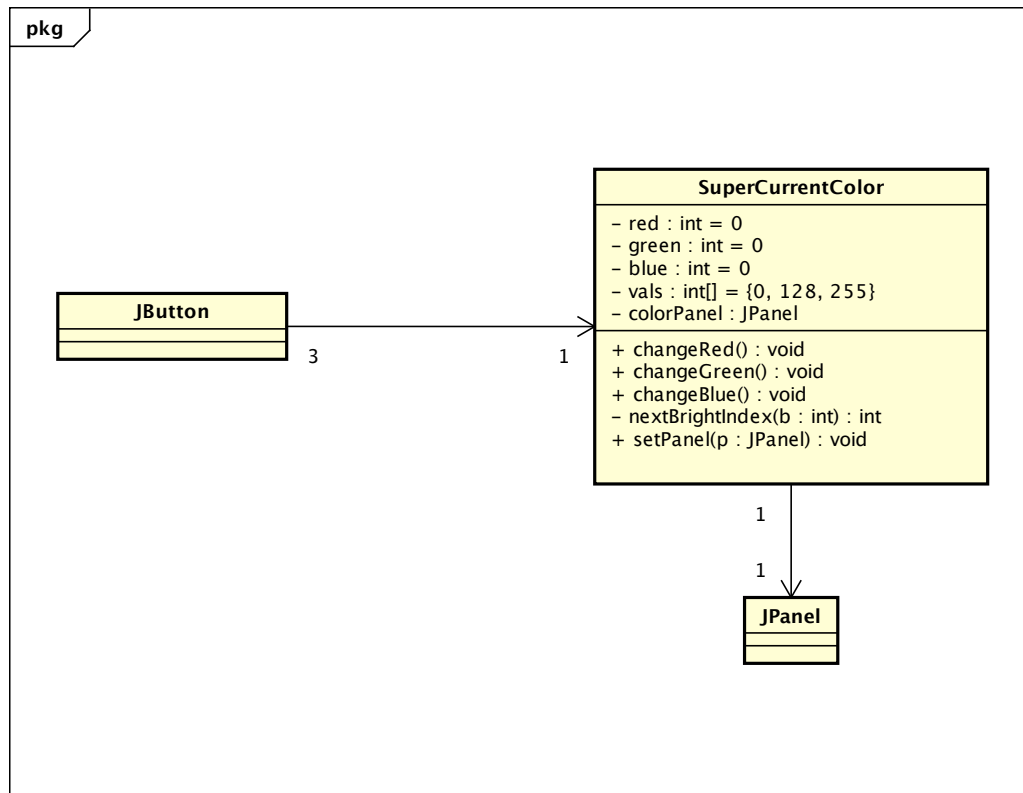 pkg
SuperCurrentColor
– red : int = 0
– green : int = 0
– blue : int = 0
– vals : int[] = {0, 128, 255}
– colorPanel : JPanel
+ changeRed() : void
+ changeGreen() : void
+ changeBlue() : void
– nextBrightIndex(b : int) : int
+ setPanel(p : JPanel) : void
JButton
3
1
1
1
JPanel